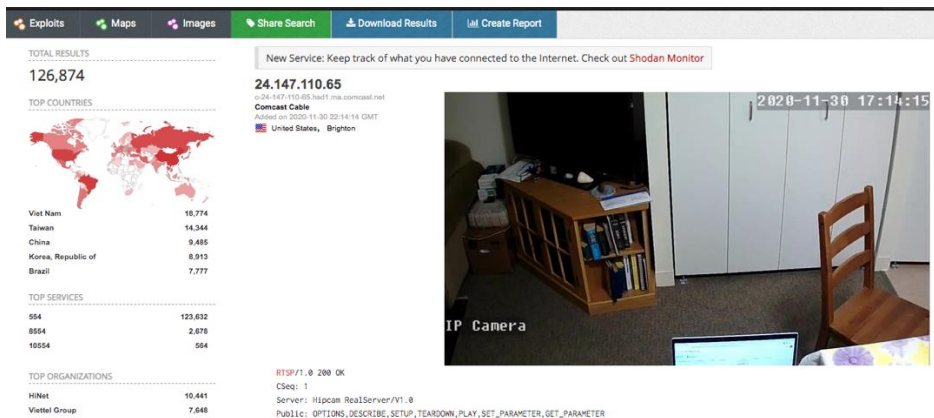 Exploits
Maps
Images
Share Search
Download Results
Create Report
TOTAL RESULTS
126,874
TOP COUNTRIES
Viet Nam 18,774
Taiwan 14,344
China 9,485
Korea, Republic of 8,913
Brazil 7,777
TOP SERVICES
554 123,632
8554 2,678
10554 564
TOP ORGANIZATIONS
HiNet 10,441
Viettel Group 7,648
New Service: Keep track of what you have connected to the Internet. Check out Shodan Monitor
24.147.110.65
c-24-147-110-65.hsd1.ma.comcast.net
Comcast Cable
Added on 2020-11-30 22:14:14 GMT
United States, Brighton
2020-11-30 17:14:15
IP Camera
RTSP/1.0 200 OK
CSeq: 1
Server: Hipcam RealServer/V1.0
Public: OPTIONS,DESCRIBE,SETUP,TEARDOWN,PLAY,SET_PARAMETER,GET_PARAMETER